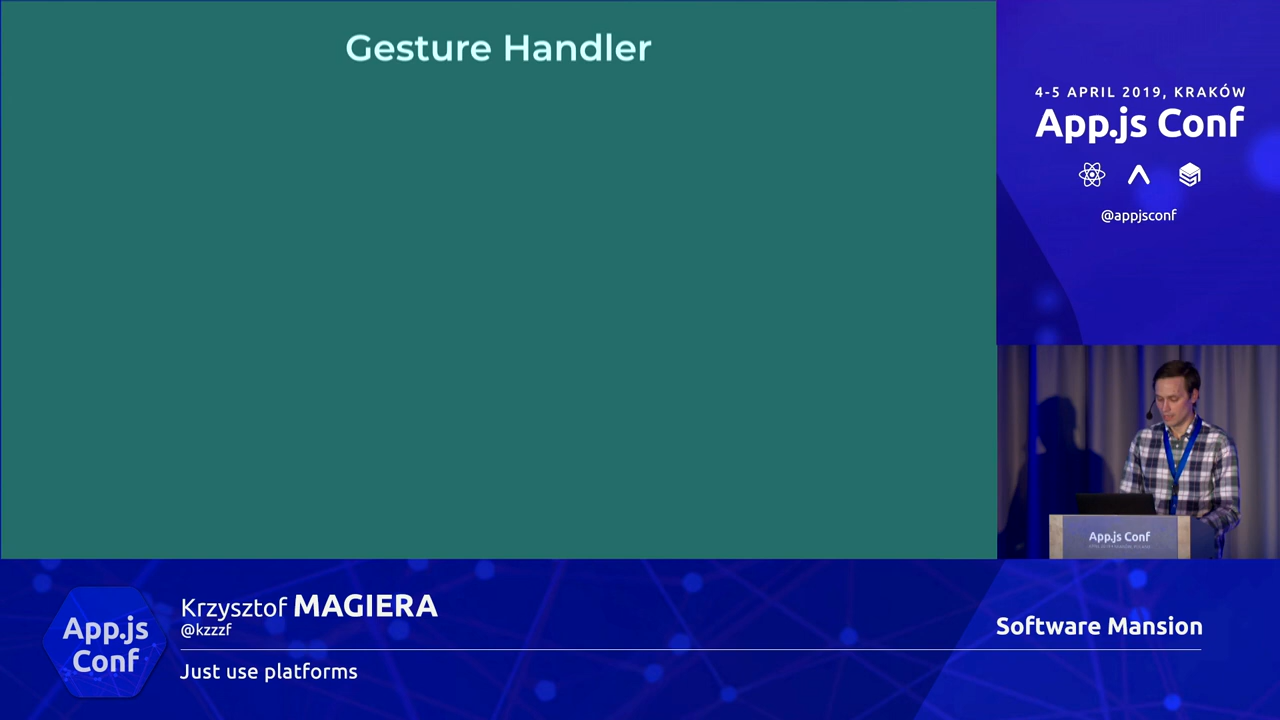 Gesture Handler
4-5 APRIL 2019, KRAKÓW
App.js Conf
@appjsconf
App.js Conf
Krzysztof MAGIERA
@kzzzf
Just use platforms
Software Mansion
App.js
Conf